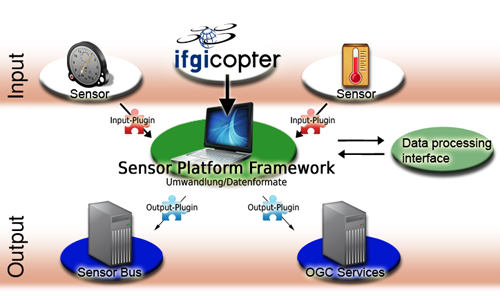 Input
ifgicopter
Sensor
Sensor
Input-Plugin
Input-Plugin
Sensor Platform Framework
Umwandlung/Datenformate
Data processing
interface
Output
Output-Plugin
Output-Plugin
Sensor Bus
OGC Services